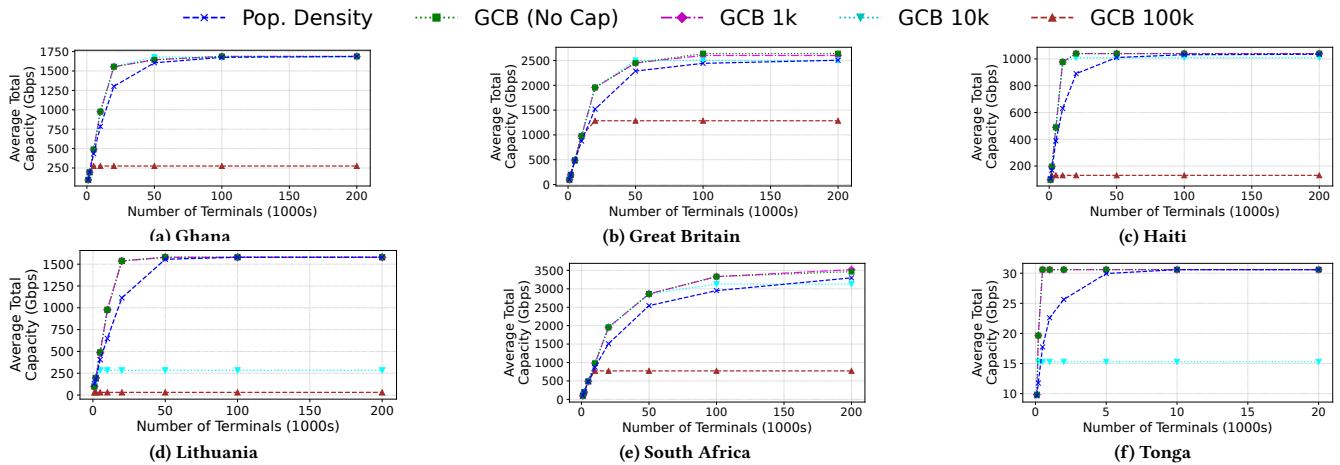 Pop. Density GCB (No Cap) GCB 1k GCB 10k GCB 100k
Average Total
Capacity (Gbps)
1750
1500
1250
1000
750
500
250
0 50 100 150 200
Number of Terminals (1000s)
(a) Ghana
Average Total
Capacity (Gbps)
2500
2000
1500
1000
500
0
0 50 100 150 200
Number of Terminals (1000s)
(b) Great Britain
Average Total
Capacity (Gbps)
1000
800
600
400
200
0 50 100 150 200
Number of Terminals (1000s)
(c) Haiti
Average Total
Capacity (Gbps)
1500
1250
1000
750
500
250
0
0 50 100 150 200
Number of Terminals (1000s)
(d) Lithuania
Average Total
Capacity (Gbps)
3500
3000
2500
2000
1500
1000
500
0
0 50 100 150 200
Number of Terminals (1000s)
(e) South Africa
Average Total
Capacity (Gbps)
30
25
20
15
10
0 5 10 15 20
Number of Terminals (1000s)
(f) Tonga